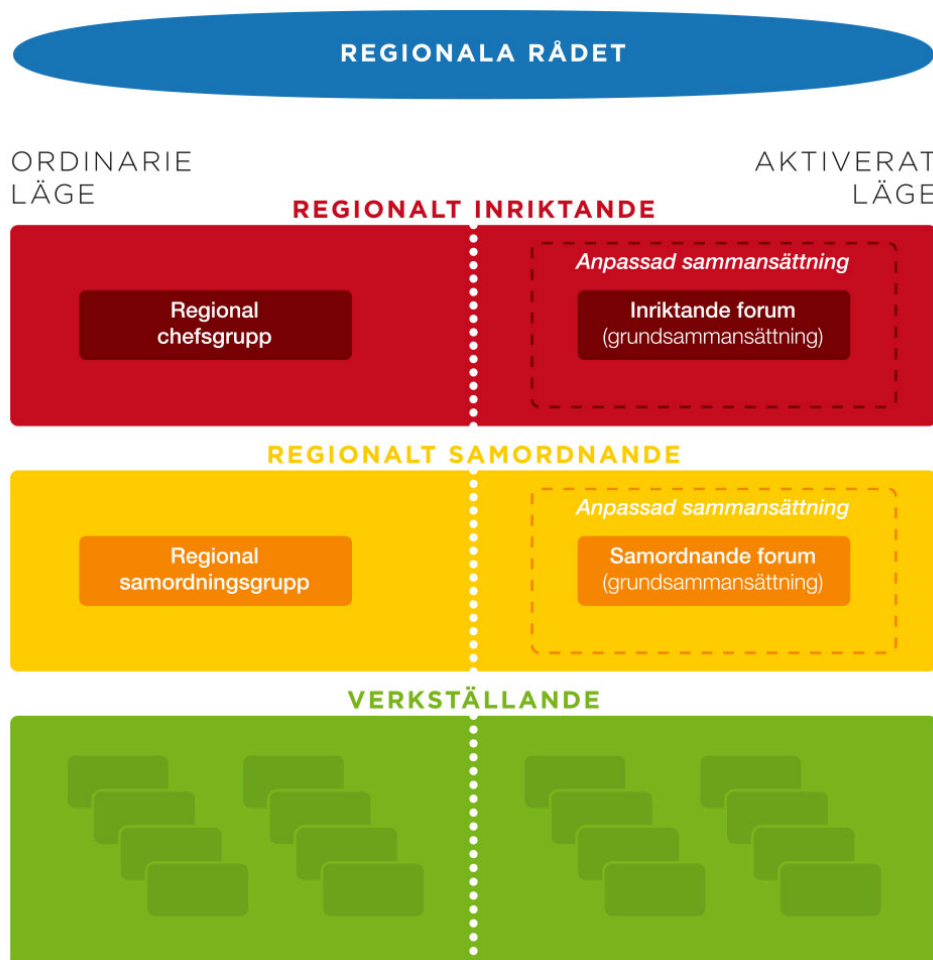 REGIONALA RÅDET
ORDINARIE
LÄGE
AKTIVERAT
LÄGE
REGIONALT INRIKTANDE
Anpassad sammansättning
Regional
chefsgrupp
Inriktande forum
(grundsammansättning)
REGIONALT SAMORDNANDE
Anpassad sammansättning
Regional
samordningsgrupp
Samordnande forum
(grundsammansättning)
VERKSTÄLLANDE